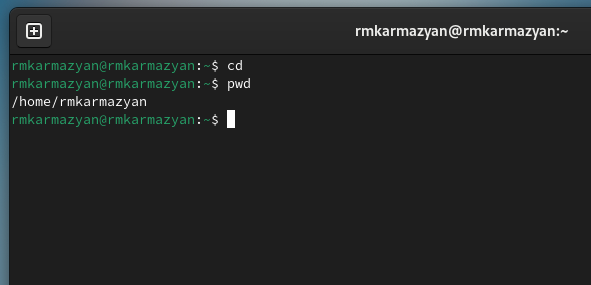 rmkarmazyan@rmkarmazyan:~
rmkarmazyan@rmkarmazyan:~$ cd
rmkarmazyan@rmkarmazyan:~$ pwd
/home/rmkarmazyan
rmkarmazyan@rmkarmazyan:~$